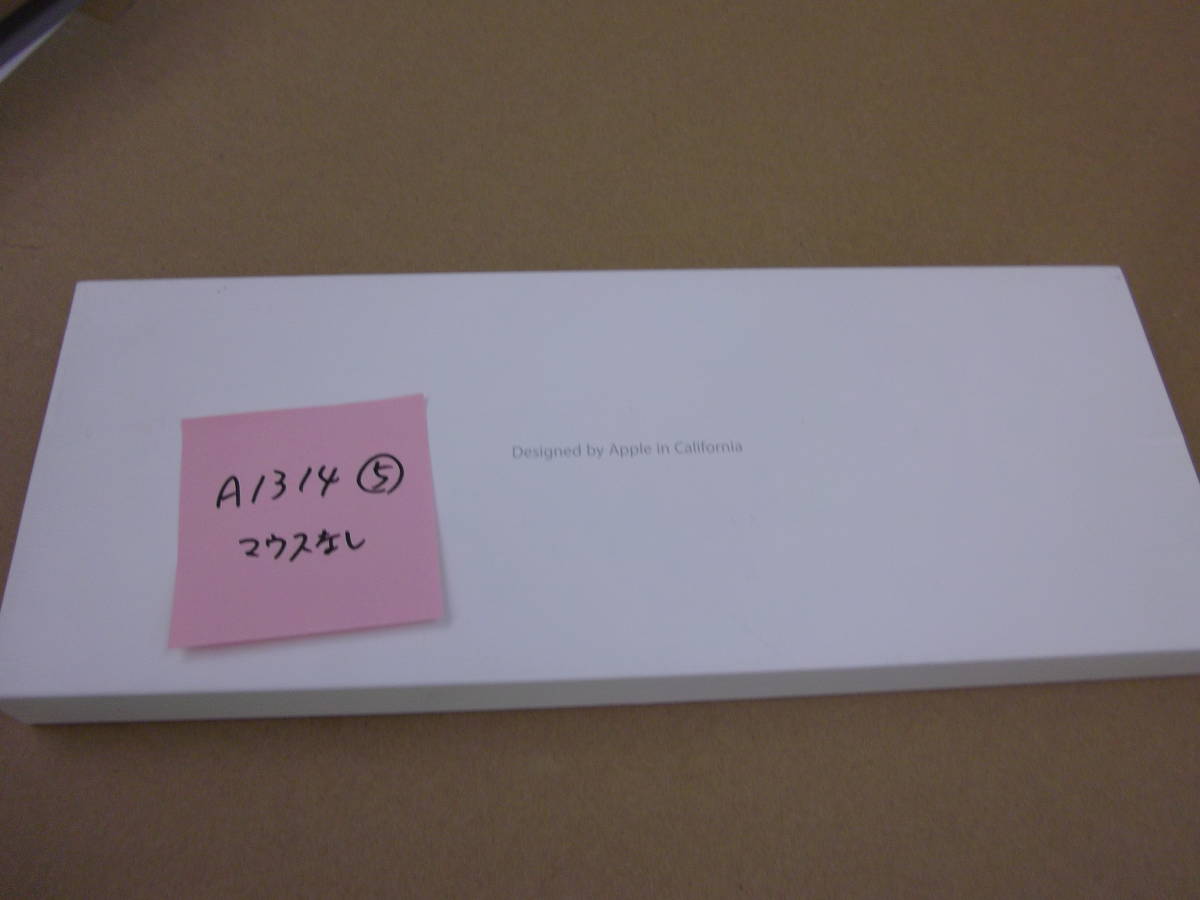 A1314 ⑤
マウスなし
Designed by Apple in California